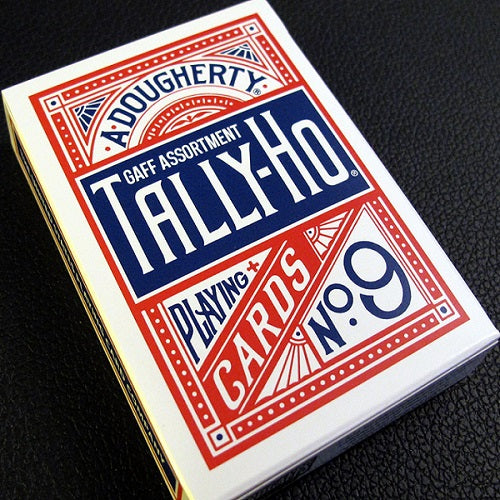 A. DOUGHERTY®
GAFF ASSORTMENT
TALLY-HO®
PLAYING
CARDS
No. 9